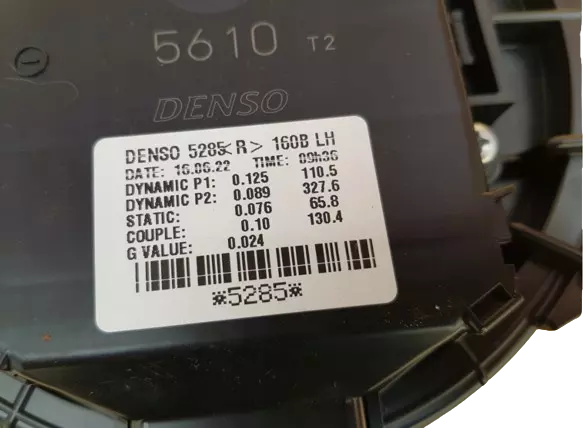 5610 T2
DENSO
DENSO 5285<R> 160B LH
DATE: 16.06.22 TIME: 09h36
DYNAMIC P1: 0.125 110.5
DYNAMIC P2: 0.089 327.6
STATIC: 0.076 65.8
COUPLE: 0.10 130.4
G VALUE: 0.024
*5285*